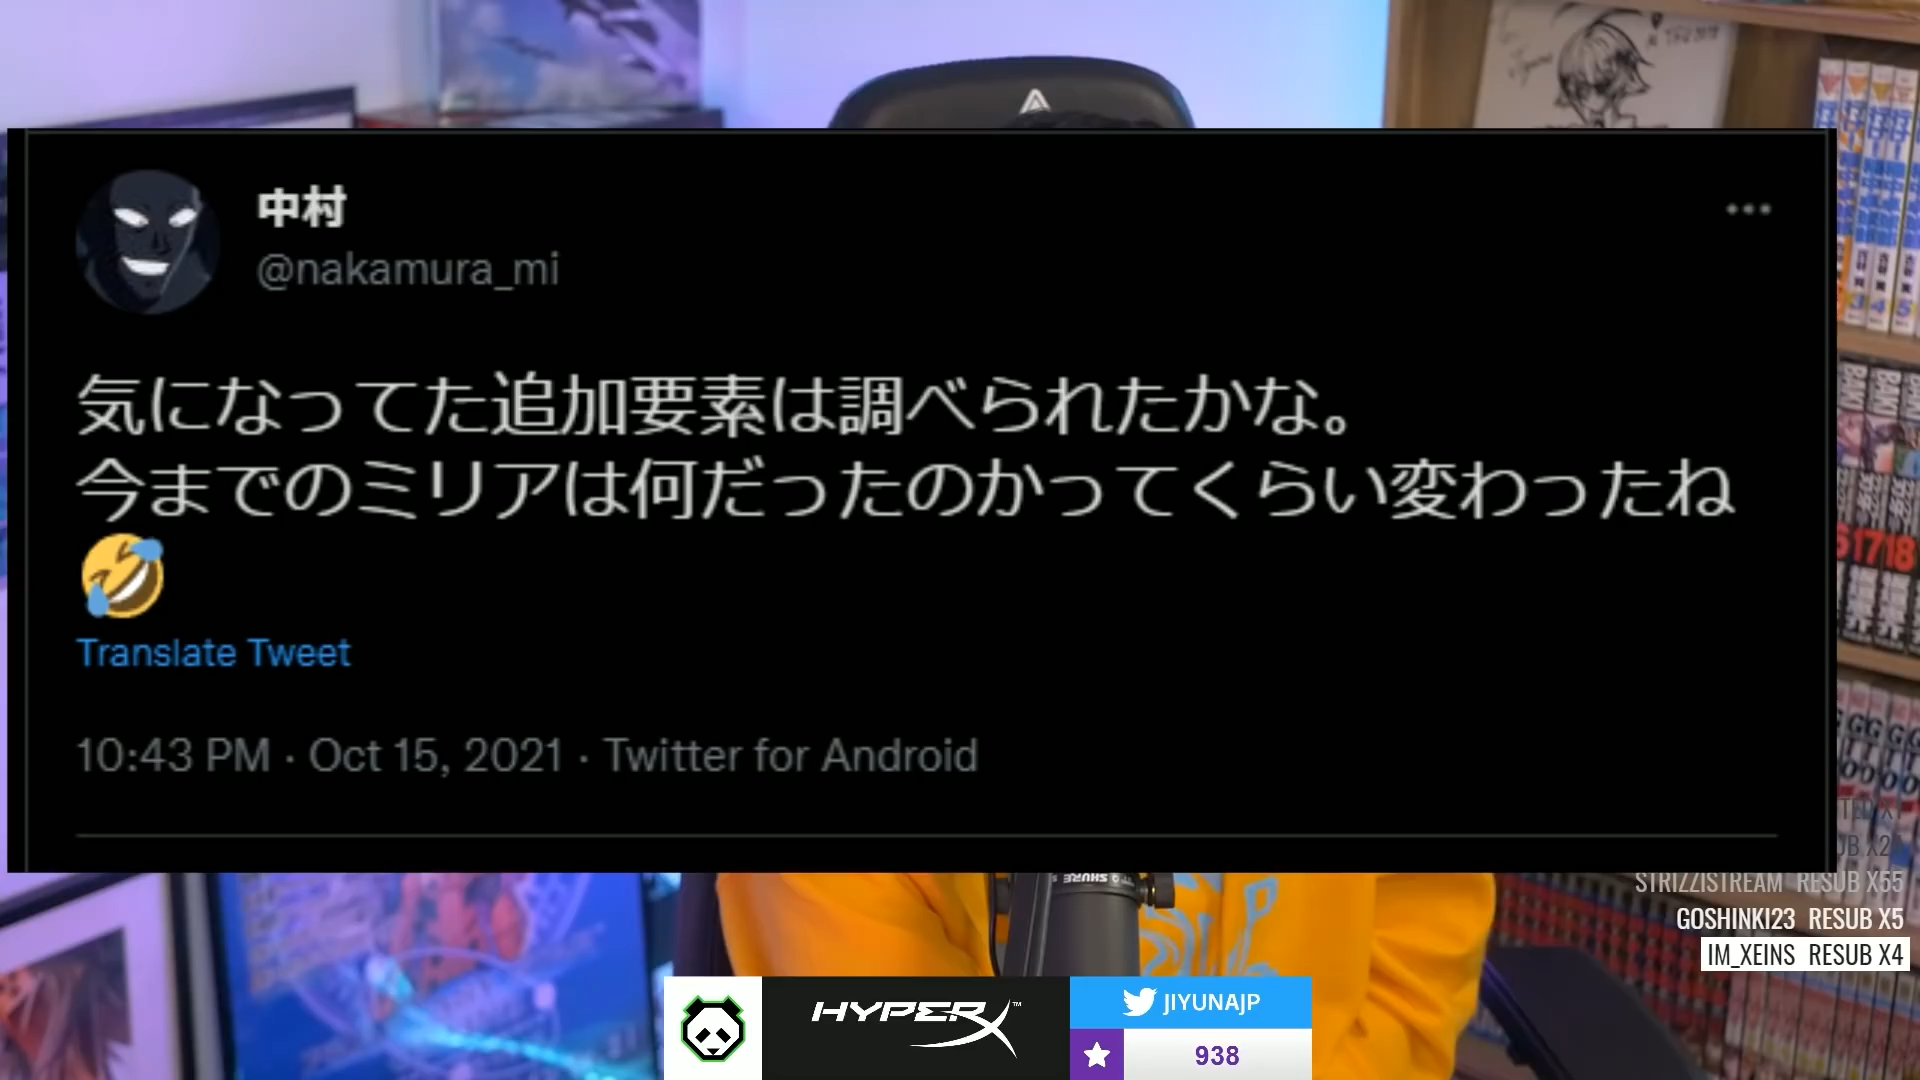 中村
@nakamura_mi
気になってた追加要素は調べられたかな。
今までのミリアは何だったのかってくらい変わったね
🤣
Translate Tweet
10:43 PM · Oct 15, 2021 · Twitter for Android
1718
SHURE
STRIZZISTREAM RESUB X55
GOSHINKI23 RESUB X5
IM_XEINS RESUB X4
HYPERX™
JIYUNAJP
938